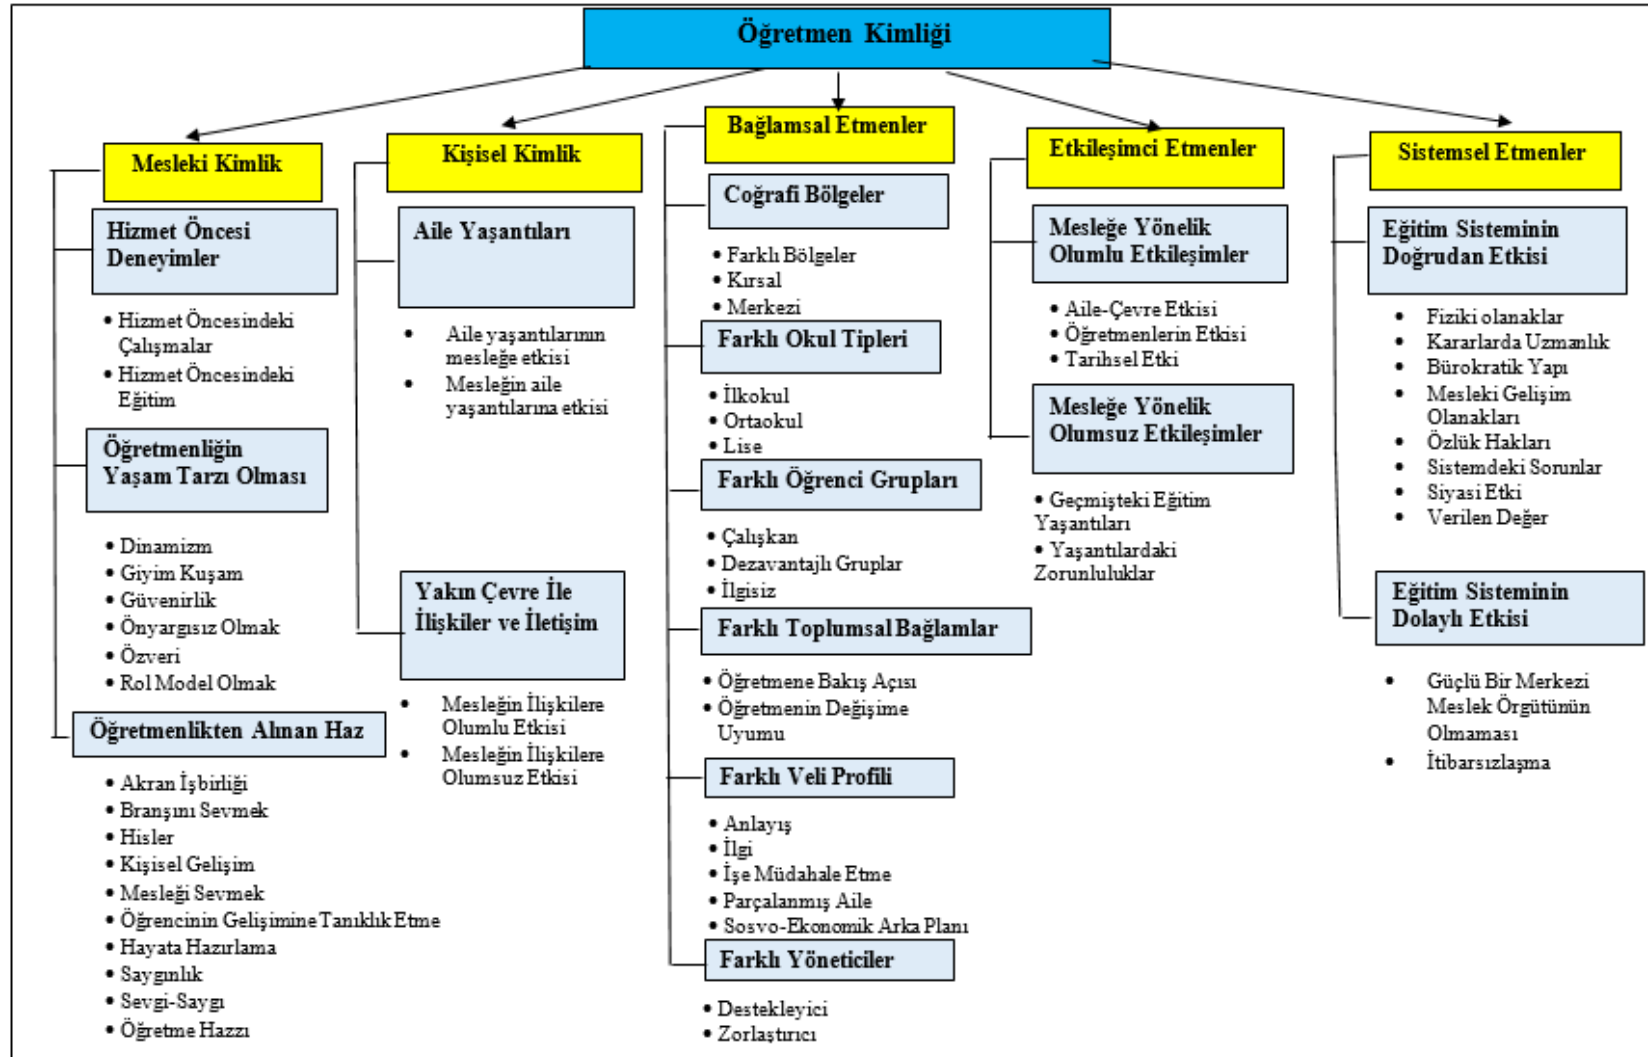 Öğretmen Kimliği
Mesleki Kimlik
Hizmet Öncesi
Deneyimler
• Hizmet Öncesindeki
Çalışmalar
• Hizmet Öncesindeki
Eğitim
Öğretmenliğin
Yaşam Tarzı Olması
• Dinamizm
• Giyim Kuşam
• Güvenirlik
• Önyargısız Olmak
• Özveri
• Rol Model Olmak
Öğretmenlikten Alınan Haz
• Akran İşbirliği
• Branşını Sevmek
• Hisler
• Kişisel Gelişim
• Mesleği Sevmek
• Öğrencinin Gelişimine Tanıklık Etme
• Hayata Hazırlama
• Saygınlık
• Sevgi-Saygı
• Öğretme Hazzı
Kişisel Kimlik
Aile Yaşantıları
• Aile yaşantılarının
mesleğe etkisi
• Mesleğin aile
yaşantılarına etkisi
Yakın Çevre İle
İlişkiler ve İletişim
• Mesleğin İlişkilere
Olumlu Etkisi
• Mesleğin İlişkilere
Olumsuz Etkisi
Bağlamsal Etmenler
Coğrafi Bölgeler
• Farklı Bölgeler
• Kırsal
• Merkezi
Farklı Okul Tipleri
• İlkokul
• Ortaokul
• Lise
Farklı Öğrenci Grupları
• Çalışkan
• Dezavantajlı Gruplar
• İlgisiz
Farklı Toplumsal Bağlamlar
• Öğretmene Bakış Açısı
• Öğretmenin Değişime
Uyumu
Farklı Veli Profili
• Anlayış
• İlgi
• İşe Müdahale Etme
• Parçalanmış Aile
• Sosvo-Ekonomik Arka Planı
Farklı Yöneticiler
• Destekleyici
• Zorlaştırıcı
Etkileşimci Etmenler
Mesleğe Yönelik
Olumlu Etkileşimler
• Aile-Çevre Etkisi
• Öğretmenlerin Etkisi
• Tarihsel Etki
Mesleğe Yönelik
Olumsuz Etkileşimler
• Geçmişteki Eğitim
Yaşantıları
• Yaşantılardaki
Zorunluluklar
Sistemsel Etmenler
Eğitim Sisteminin
Doğrudan Etkisi
• Fiziki olanaklar
• Kararlarda Uzmanlık
• Bürokratik Yapı
• Mesleki Gelişim
Olanakları
• Özlük Hakları
• Sistemdeki Sorunlar
• Siyasi Etki
• Verilen Değer
Eğitim Sisteminin
Dolaylı Etkisi
• Güçlü Bir Merkezi
Meslek Örgütünün
Olmaması
• İtibarsızlaşma